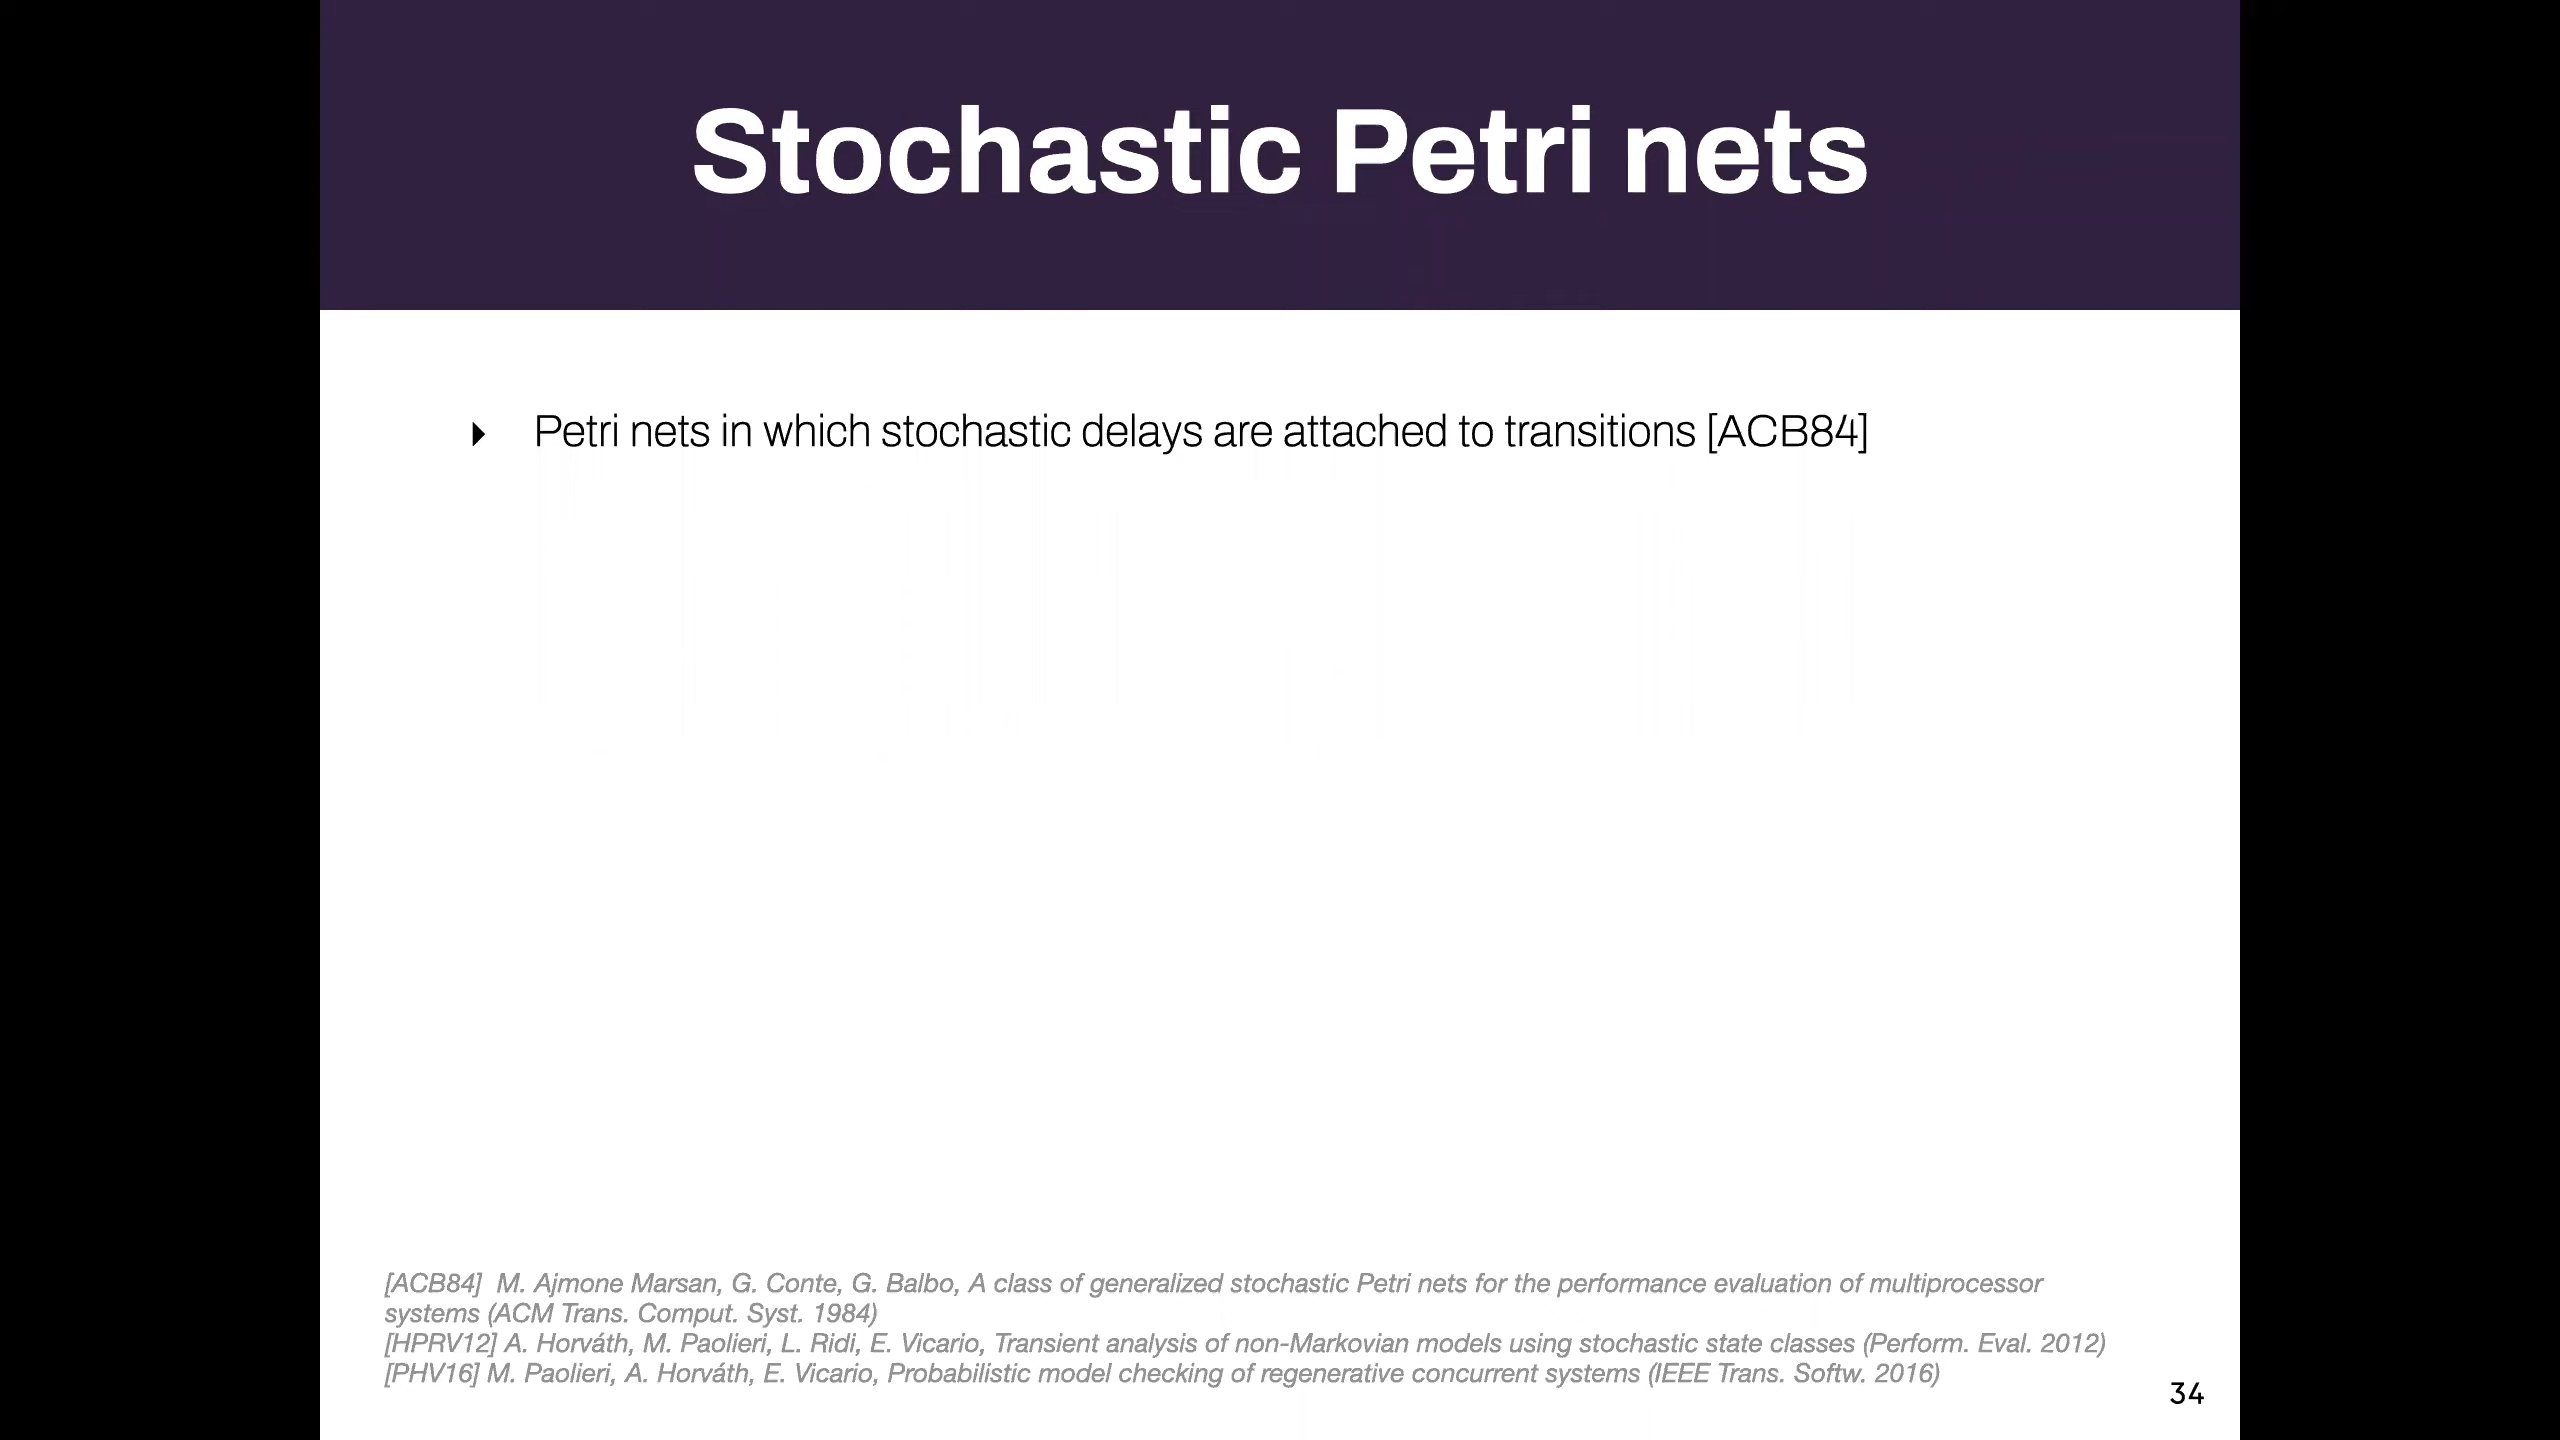 Stochastic Petri nets
Petri nets in which stochastic delays are attached to transitions [ACB84]
[ACB84]  M. Ajmone Marsan, G. Conte, G. Balbo, A class of generalized stochastic Petri nets for the performance evaluation of multiprocessor
systems (ACM Trans. Comput. Syst. 1984)
[HPRV12] A. Horváth, M. Paolieri, L. Ridi, E. Vicario, Transient analysis of non-Markovian models using stochastic state classes (Perform. Eval. 2012)
[PHV16] M. Paolieri, A. Horváth, E. Vicario, Probabilistic model checking of regenerative concurrent systems (IEEE Trans. Softw. 2016)
34